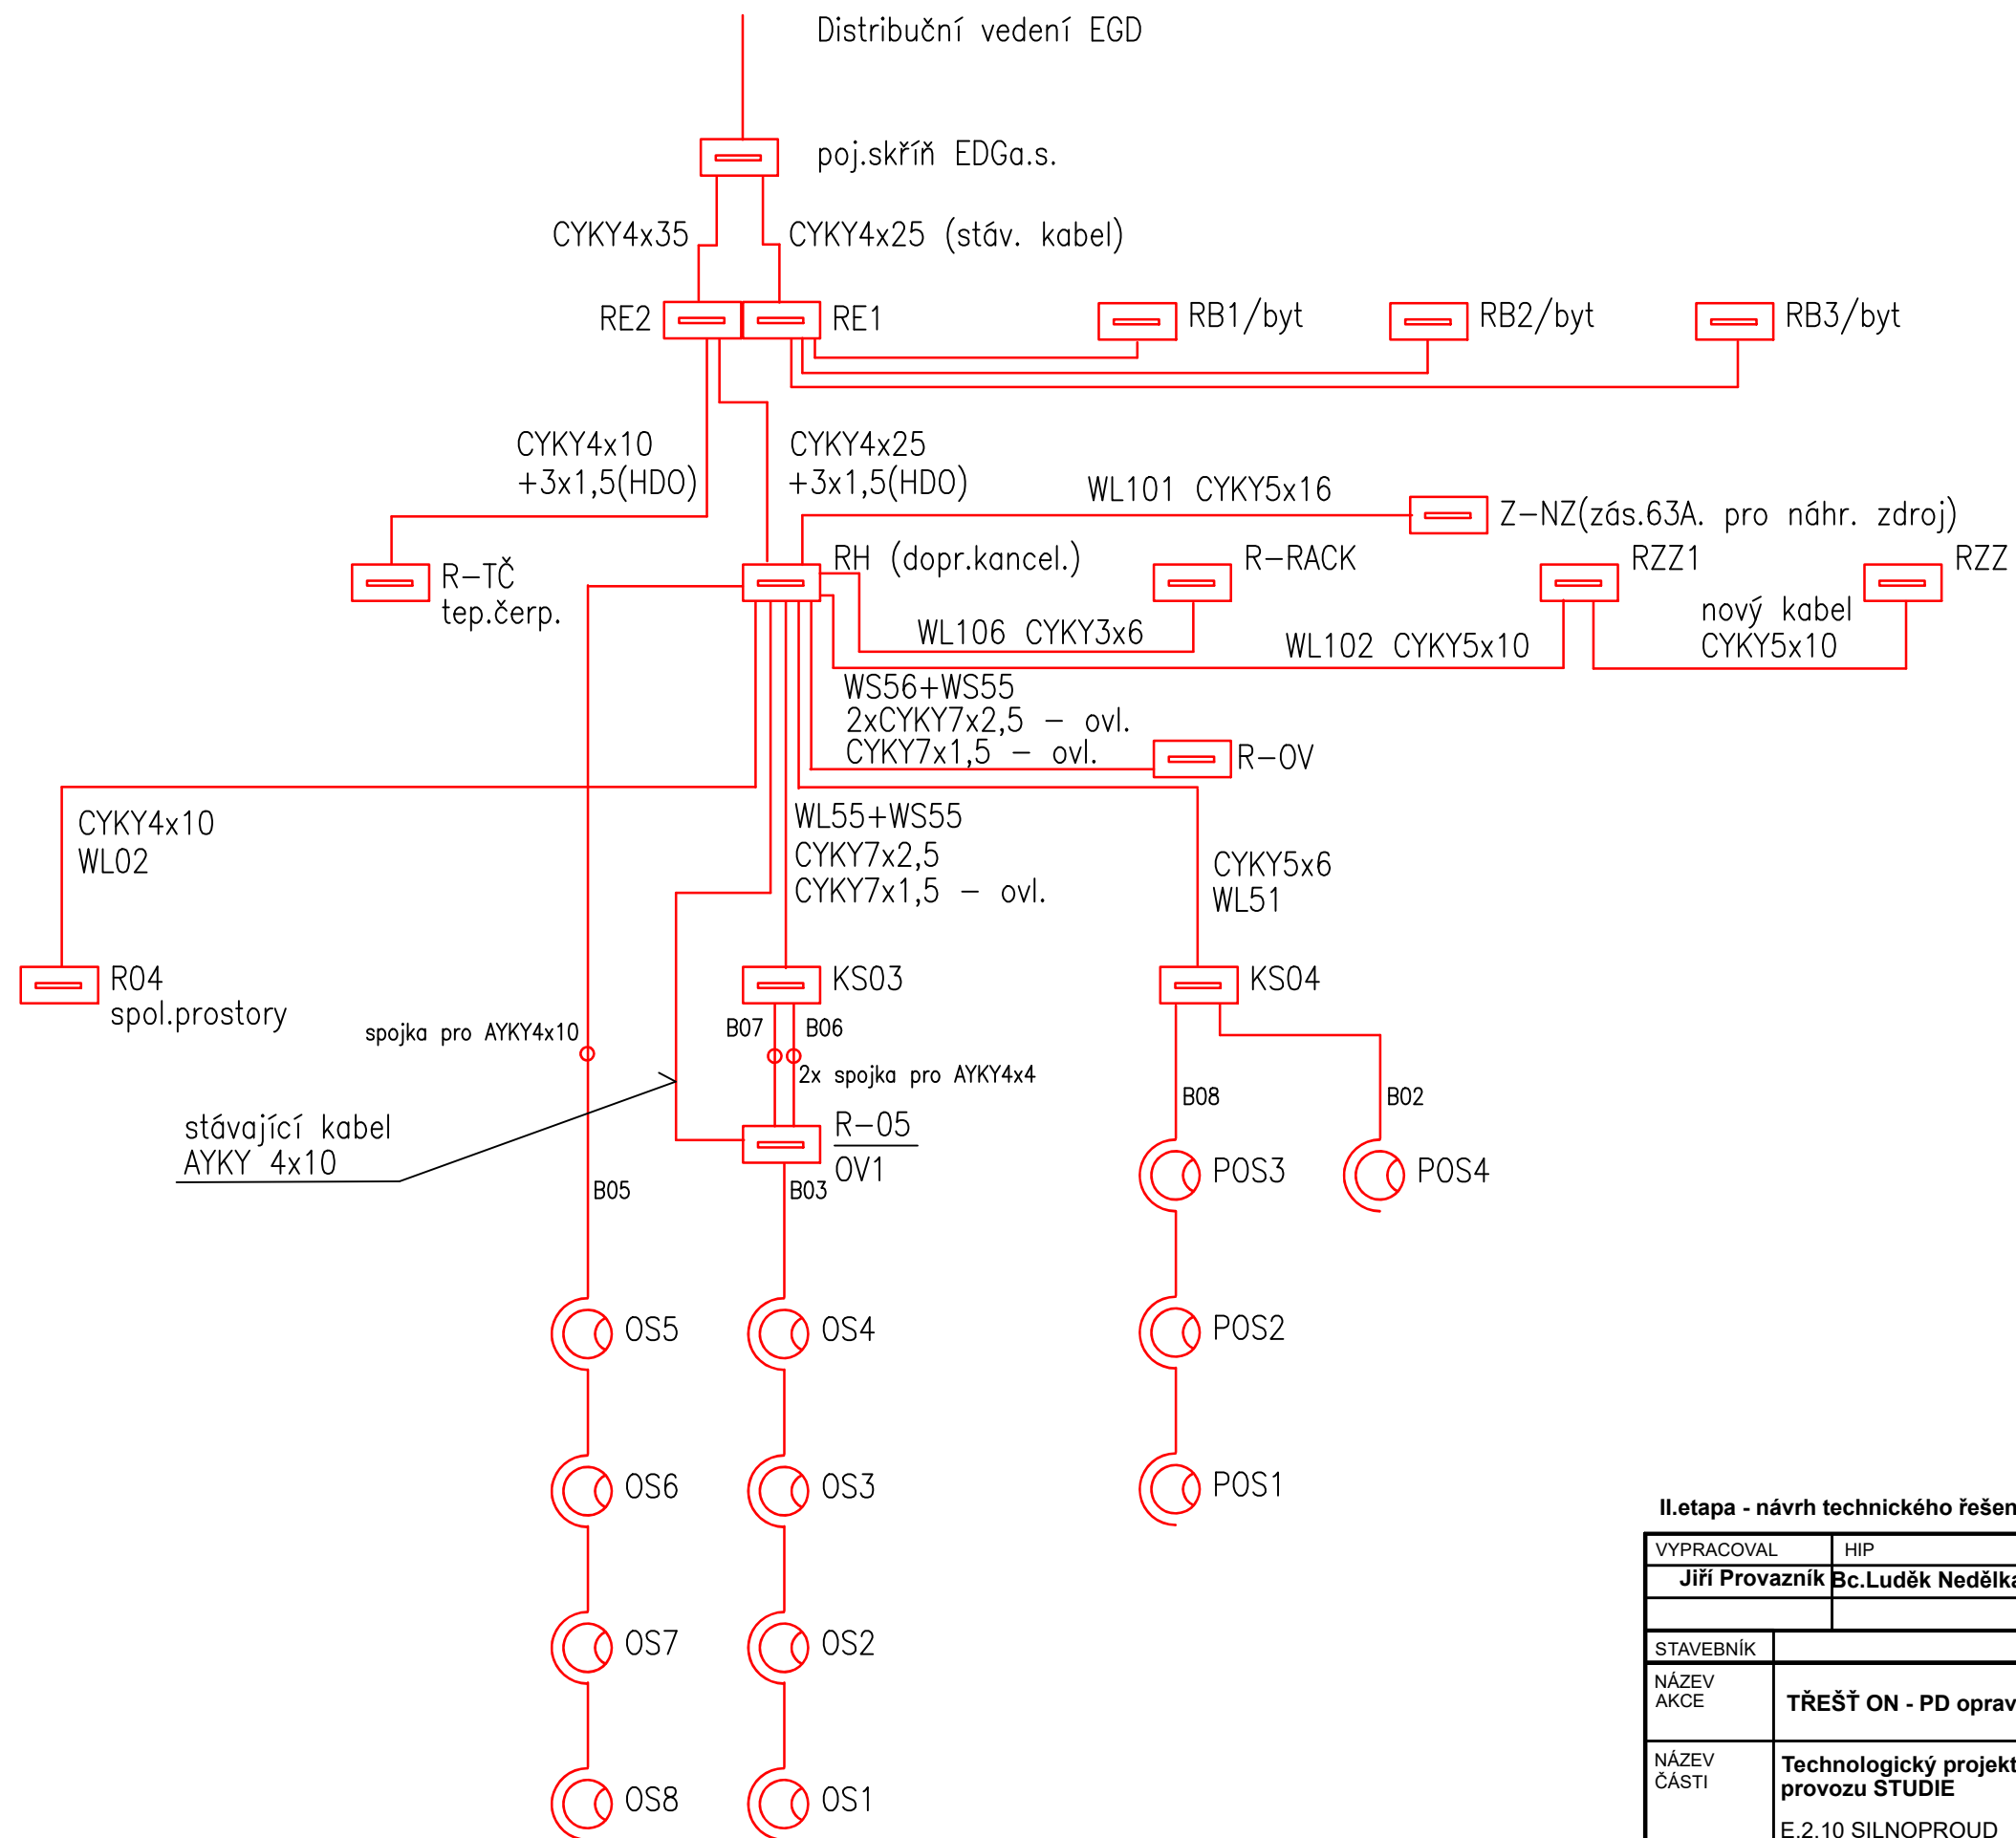 Distribuční vedení EGD
poj.skříň EDGa.s.
CYKY4x35
CYKY4x25 (stáv. kabel)
RE2
RE1
RB1/byt
RB2/byt
RB3/byt
CYKY4x10
+3x1,5(HDO)
CYKY4x25
+3x1,5(HDO)
WL101 CYKY5x16
Z-NZ(zás.63A. pro náhr. zdroj)
R-TČ
tep.čerp.
RH (dopr.kancel.)
R-RACK
RZZ1
RZZ
nový kabel
CYKY5x10
WL106 CYKY3x6
WL102 CYKY5x10
WS56+WS55
2xCYKY7x2,5 - ovl.
CYKY7x1,5 - ovl.
R-OV
CYKY4x10
WL02
WL55+WS55
CYKY7x2,5
CYKY7x1,5 - ovl.
CYKY5x6
WL51
R04
spol.prostory
KS03
KS04
spojka pro AYKY4x10
B07
B06
2x spojka pro AYKY4x4
B08
B02
stávající kabel
AYKY 4x10
R-05
OV1
B05
B03
POS3
POS4
OS5
OS4
POS2
OS6
OS3
POS1
OS7
OS2
OS8
OS1
II.etapa - návrh technického řešen
VYPRACOVAL
HIP
Jiří Provazník
Bc.Luděk Nedělka
STAVEBNÍK
NÁZEV
AKCE
TŘEŠŤ ON - PD oprav
NÁZEV
ČÁSTI
Technologický projekt
provozu STUDIE
E.2.10 SILNOPROUD